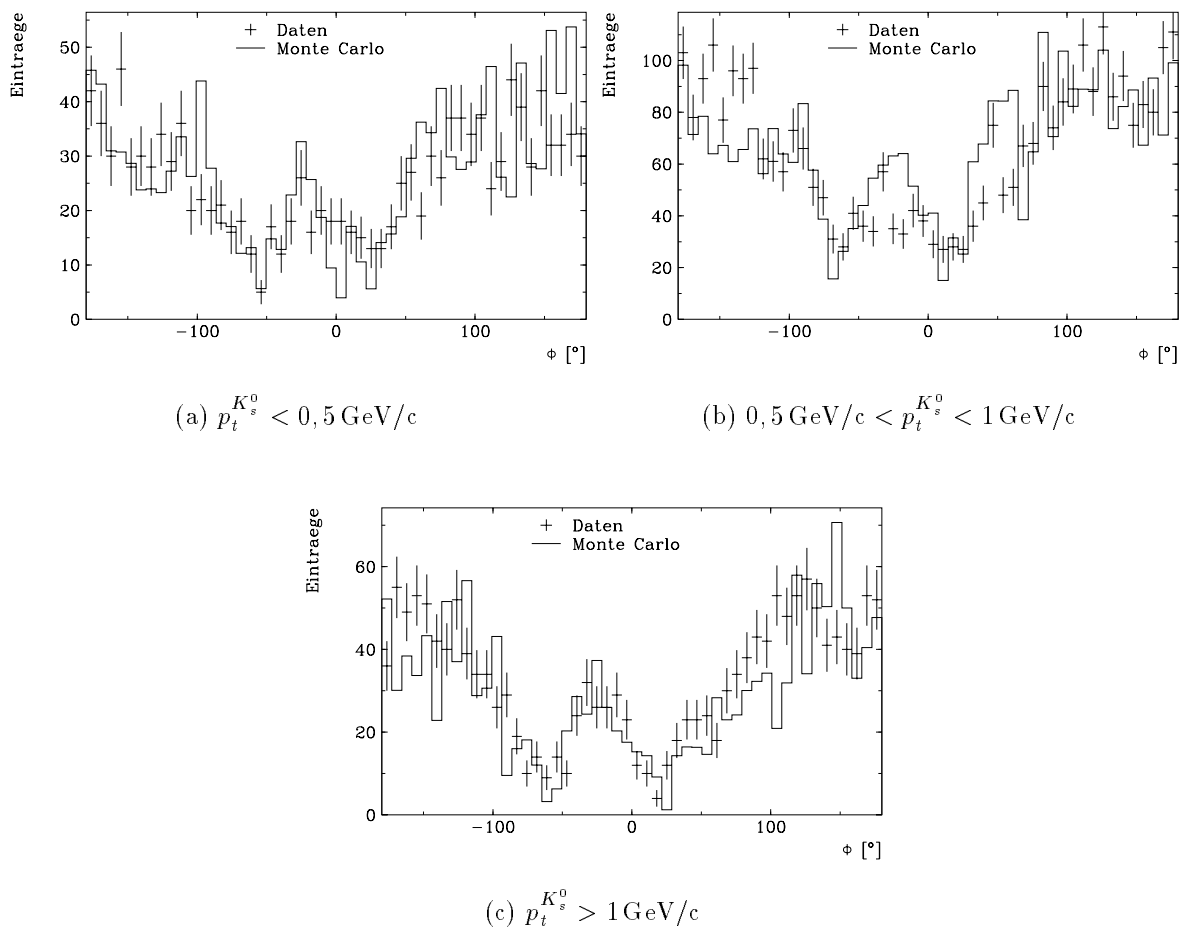 Eintraege
Daten
Monte Carlo
50
40
30
20
10
0
−100
0
100
Φ [°]
(a) p_t^{K_s^0} < 0, 5 GeV/c
Eintraege
Daten
Monte Carlo
100
80
60
40
20
0
−100
0
100
Φ [°]
(b) 0, 5 GeV/c < p_t^{K_s^0} < 1 GeV/c
Eintraege
Daten
Monte Carlo
60
40
20
0
−100
0
100
Φ [°]
(c) p_t^{K_s^0} > 1 GeV/c